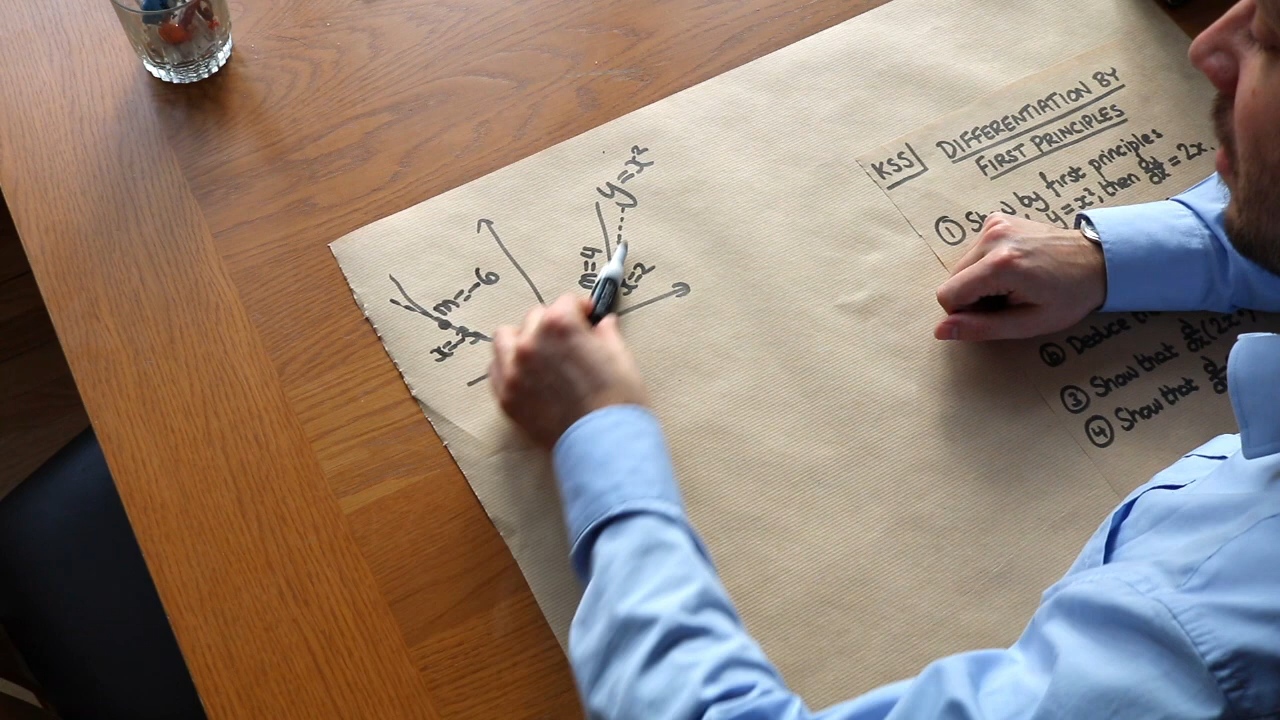 y=x²
m=4
x=2
m=-6
x=-3
KSS
DIFFERENTIATION BY
FIRST PRINCIPLES
① Show by first principles
y=x², then dy/dx = 2x.
Deduce
③ Show that
④ Show that